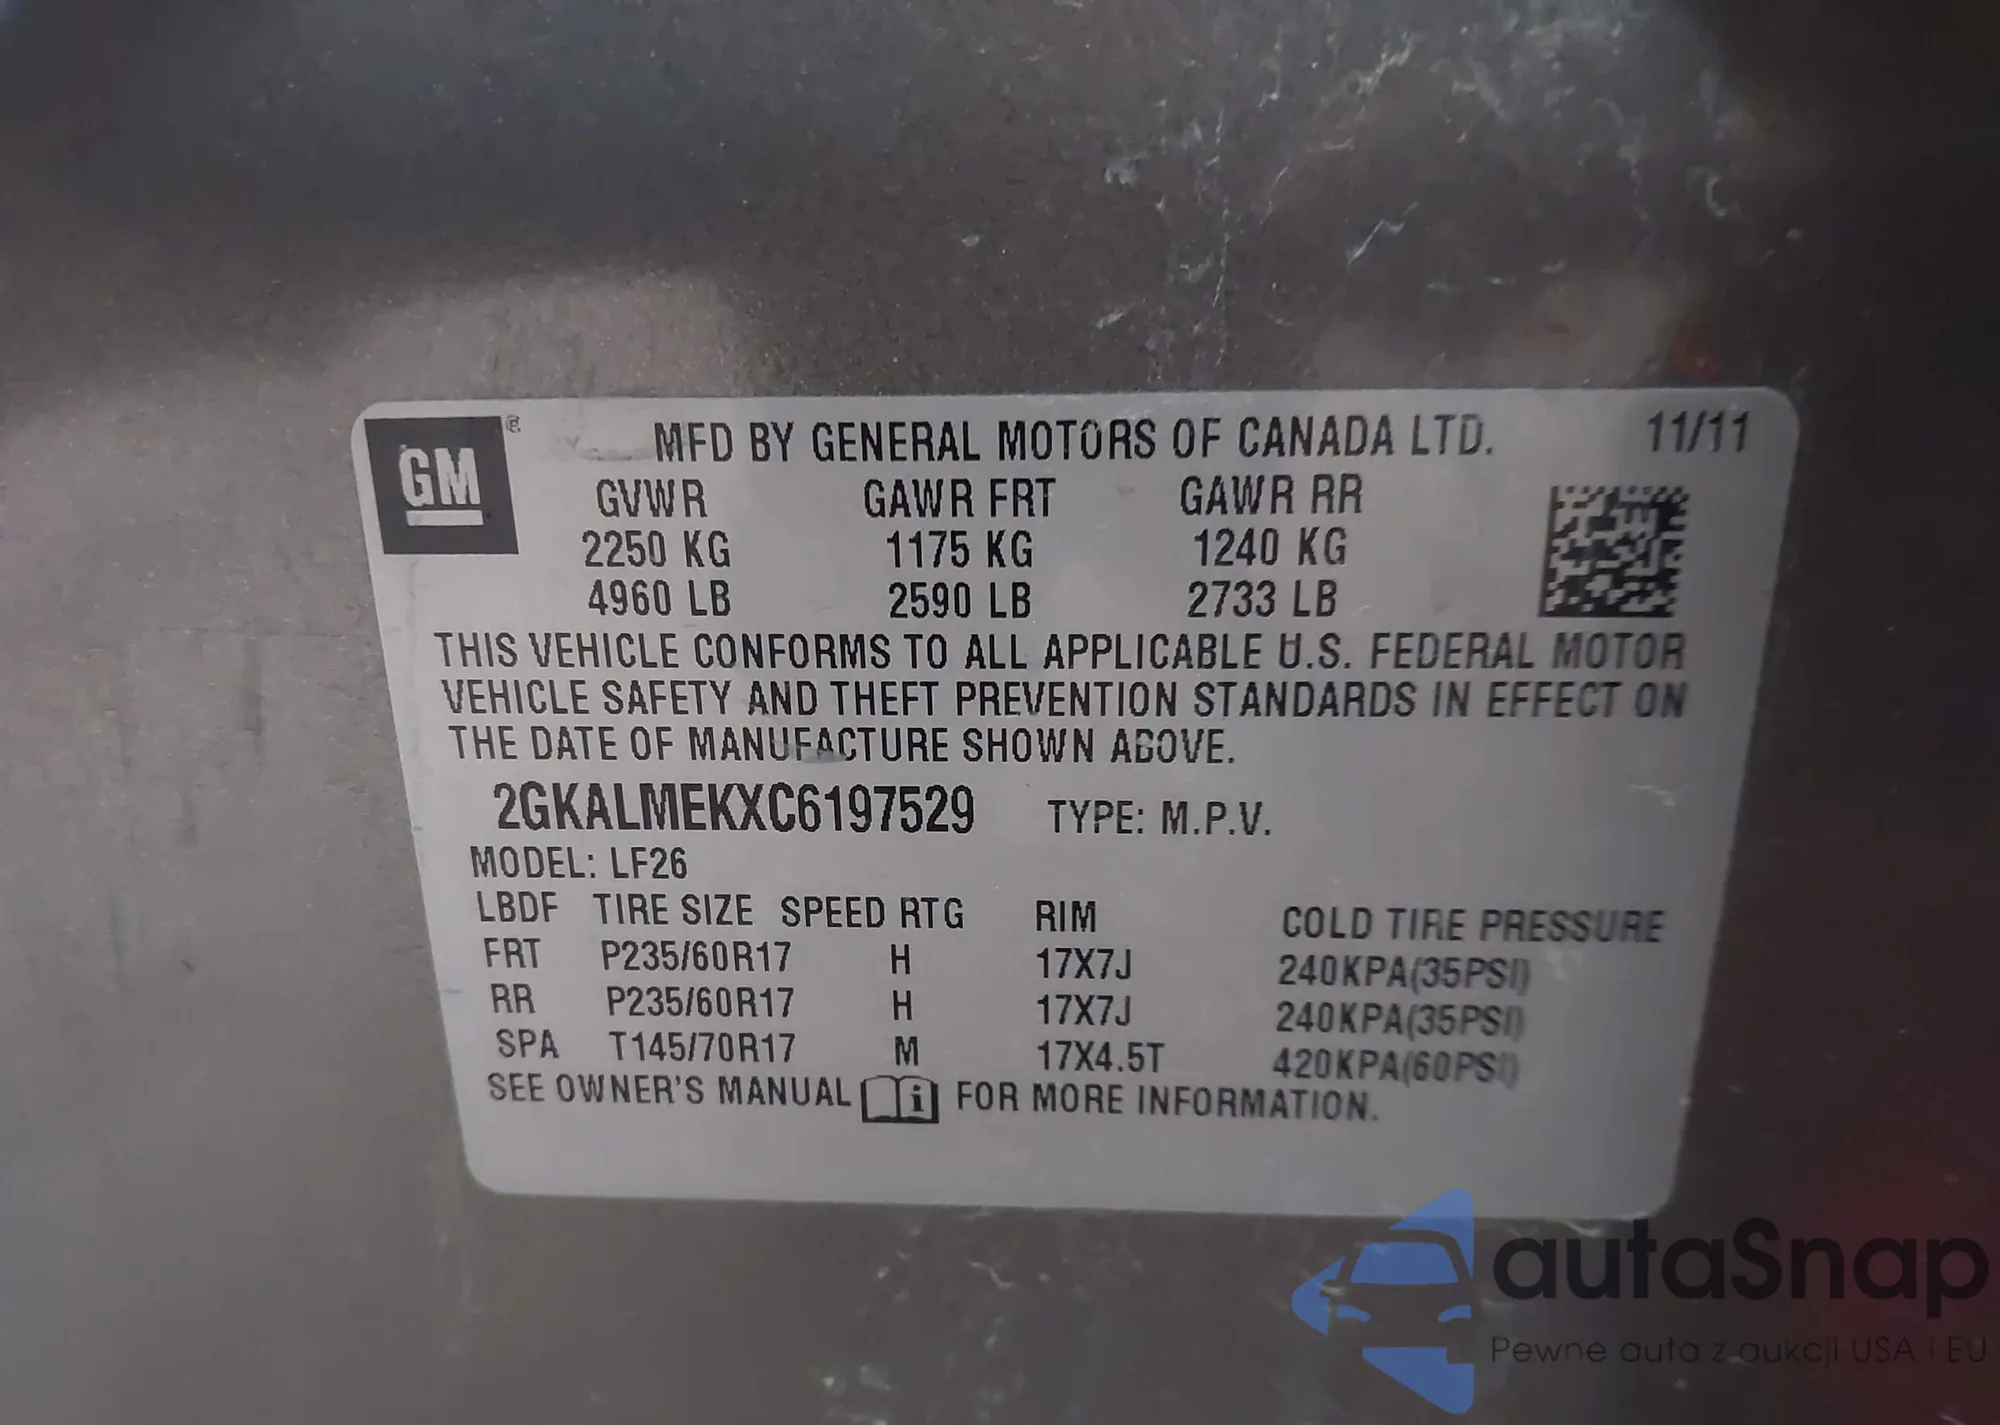 GM ®
MFD BY GENERAL MOTORS OF CANADA LTD. 11/11
GVWR GAWR FRT GAWR RR
2250 KG 1175 KG 1240 KG
4960 LB 2590 LB 2733 LB
THIS VEHICLE CONFORMS TO ALL APPLICABLE U.S. FEDERAL MOTOR
VEHICLE SAFETY AND THEFT PREVENTION STANDARDS IN EFFECT ON
THE DATE OF MANUFACTURE SHOWN ABOVE.
2GKALMEKXC6197529 TYPE: M.P.V.
MODEL: LF26
LBDF TIRE SIZE SPEED RTG RIM COLD TIRE PRESSURE
FRT P235/60R17 H 17X7J 240KPA(35PSI)
RR P235/60R17 H 17X7J 240KPA(35PSI)
SPA T145/70R17 M 17X4.5T 420KPA(60PSI)
SEE OWNER'S MANUAL i FOR MORE INFORMATION.
autaSnap
Pewne auta z aukcji USA i EU